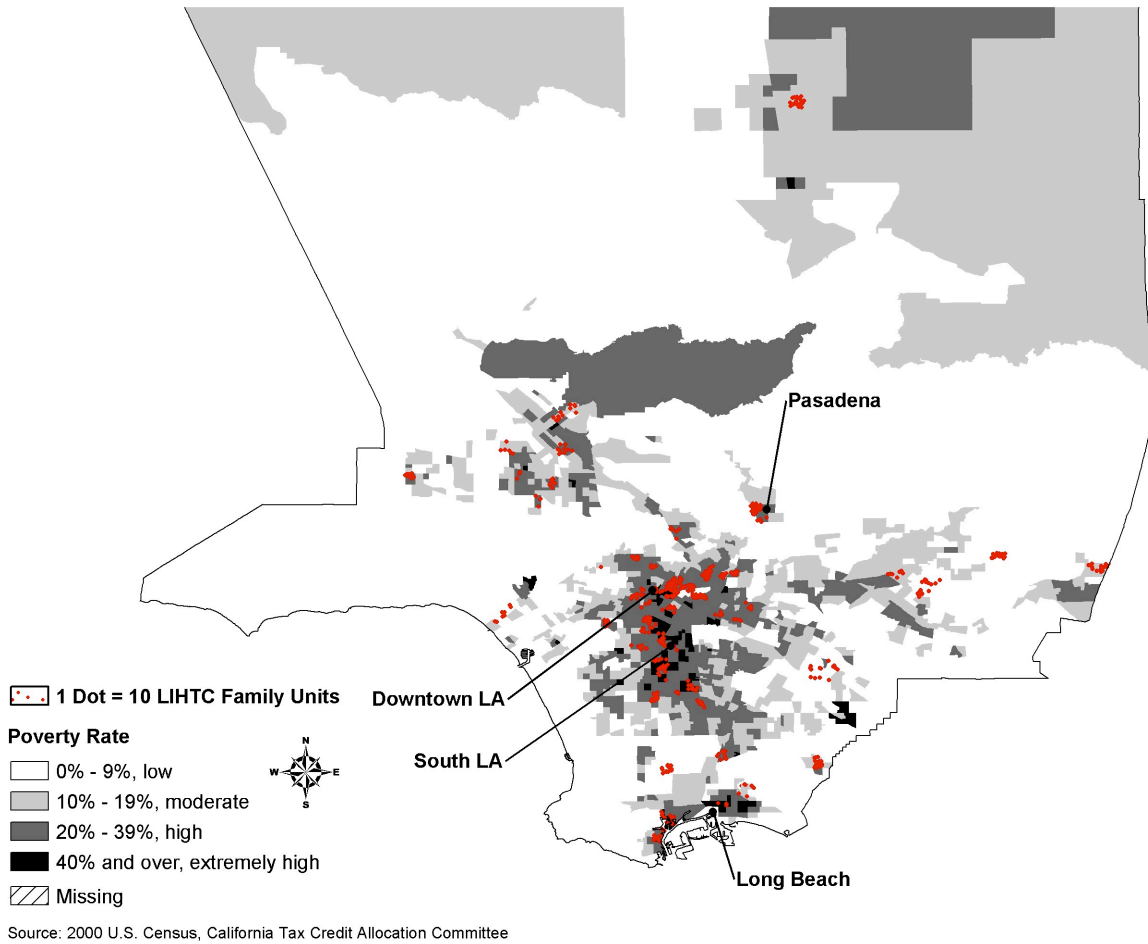 Pasadena
Downtown LA
South LA
Long Beach
1 Dot = 10 LIHTC Family Units
Poverty Rate
0% - 9%, low
10% - 19%, moderate
20% - 39%, high
40% and over, extremely high
Missing
N
W E
S
Source: 2000 U.S. Census, California Tax Credit Allocation Committee